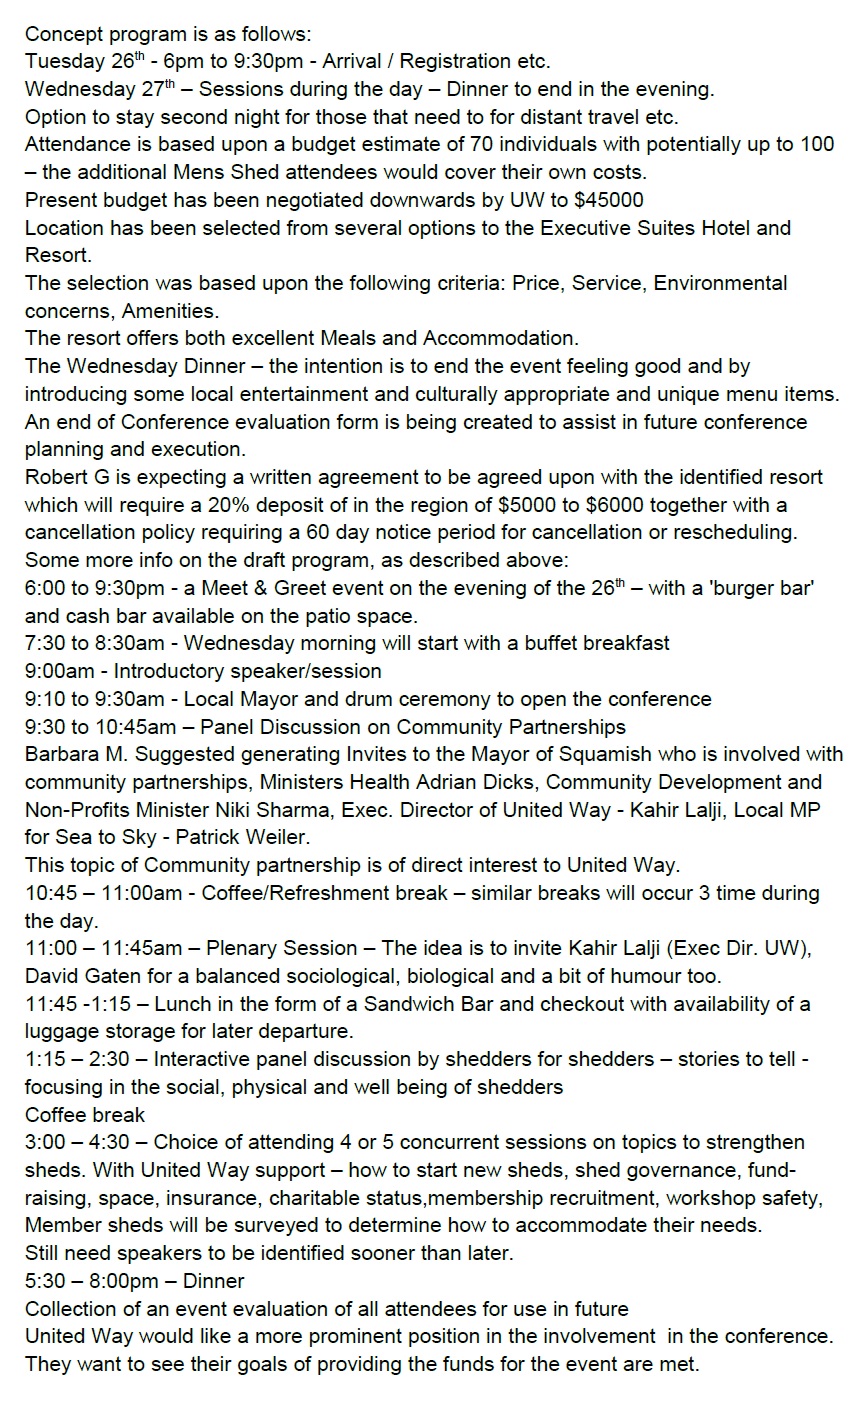 Concept program is as follows:
Tuesday 26th - 6pm to 9:30pm - Arrival / Registration etc.
Wednesday 27th – Sessions during the day – Dinner to end in the evening.
Option to stay second night for those that need to for distant travel etc.
Attendance is based upon a budget estimate of 70 individuals with potentially up to 100
– the additional Mens Shed attendees would cover their own costs.
Present budget has been negotiated downwards by UW to $45000
Location has been selected from several options to the Executive Suites Hotel and
Resort.
The selection was based upon the following criteria: Price, Service, Environmental
concerns, Amenities.
The resort offers both excellent Meals and Accommodation.
The Wednesday Dinner – the intention is to end the event feeling good and by
introducing some local entertainment and culturally appropriate and unique menu items.
An end of Conference evaluation form is being created to assist in future conference
planning and execution.
Robert G is expecting a written agreement to be agreed upon with the identified resort
which will require a 20% deposit of in the region of $5000 to $6000 together with a
cancellation policy requiring a 60 day notice period for cancellation or rescheduling.
Some more info on the draft program, as described above:
6:00 to 9:30pm - a Meet & Greet event on the evening of the 26th – with a 'burger bar'
and cash bar available on the patio space.
7:30 to 8:30am - Wednesday morning will start with a buffet breakfast
9:00am - Introductory speaker/session
9:10 to 9:30am - Local Mayor and drum ceremony to open the conference
9:30 to 10:45am – Panel Discussion on Community Partnerships
Barbara M. Suggested generating Invites to the Mayor of Squamish who is involved with
community partnerships, Ministers Health Adrian Dicks, Community Development and
Non-Profits Minister Niki Sharma, Exec. Director of United Way - Kahir Lalji, Local MP
for Sea to Sky - Patrick Weiler.
This topic of Community partnership is of direct interest to United Way.
10:45 – 11:00am - Coffee/Refreshment break – similar breaks will occur 3 time during
the day.
11:00 – 11:45am – Plenary Session – The idea is to invite Kahir Lalji (Exec Dir. UW),
David Gaten for a balanced sociological, biological and a bit of humour too.
11:45 -1:15 – Lunch in the form of a Sandwich Bar and checkout with availability of a
luggage storage for later departure.
1:15 – 2:30 – Interactive panel discussion by shedders for shedders – stories to tell -
focusing in the social, physical and well being of shedders
Coffee break
3:00 – 4:30 – Choice of attending 4 or 5 concurrent sessions on topics to strengthen
sheds. With United Way support – how to start new sheds, shed governance, fund-
raising, space, insurance, charitable status,membership recruitment, workshop safety,
Member sheds will be surveyed to determine how to accommodate their needs.
Still need speakers to be identified sooner than later.
5:30 – 8:00pm – Dinner
Collection of an event evaluation of all attendees for use in future
United Way would like a more prominent position in the involvement  in the conference.
They want to see their goals of providing the funds for the event are met.